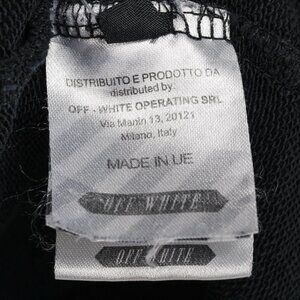 DISTRIBUITO E PRODOTTO DA
distributed by:
OFF - WHITE OPERATING SRL
Via Manin 13, 20121
Milano, Italy
MADE IN UE
OFF WHITE
OFF WHITE